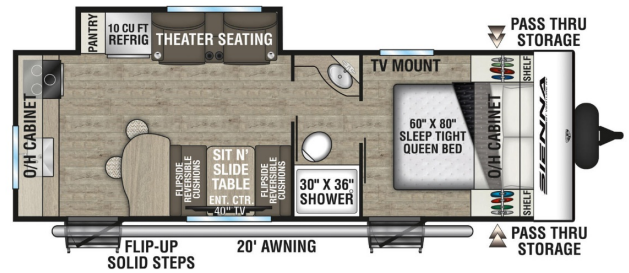 PANTRY
10 CU FT
REFRIG
THEATER SEATING
PASS THRU
STORAGE
TV MOUNT
SHELF
O/H CABINET
60" X 80"
SLEEP TIGHT
QUEEN BED
O/H CABINET
SIENNA
SIT N'
SLIDE
TABLE
FLIPSIDE
REVERSIBLE
CUSHIONS
FLIPSIDE
REVERSIBLE
CUSHIONS
ENT. CTR.
40" TV
30" X 36"
SHOWER
SHELF
FLIP-UP
SOLID STEPS
20' AWNING
PASS THRU
STORAGE